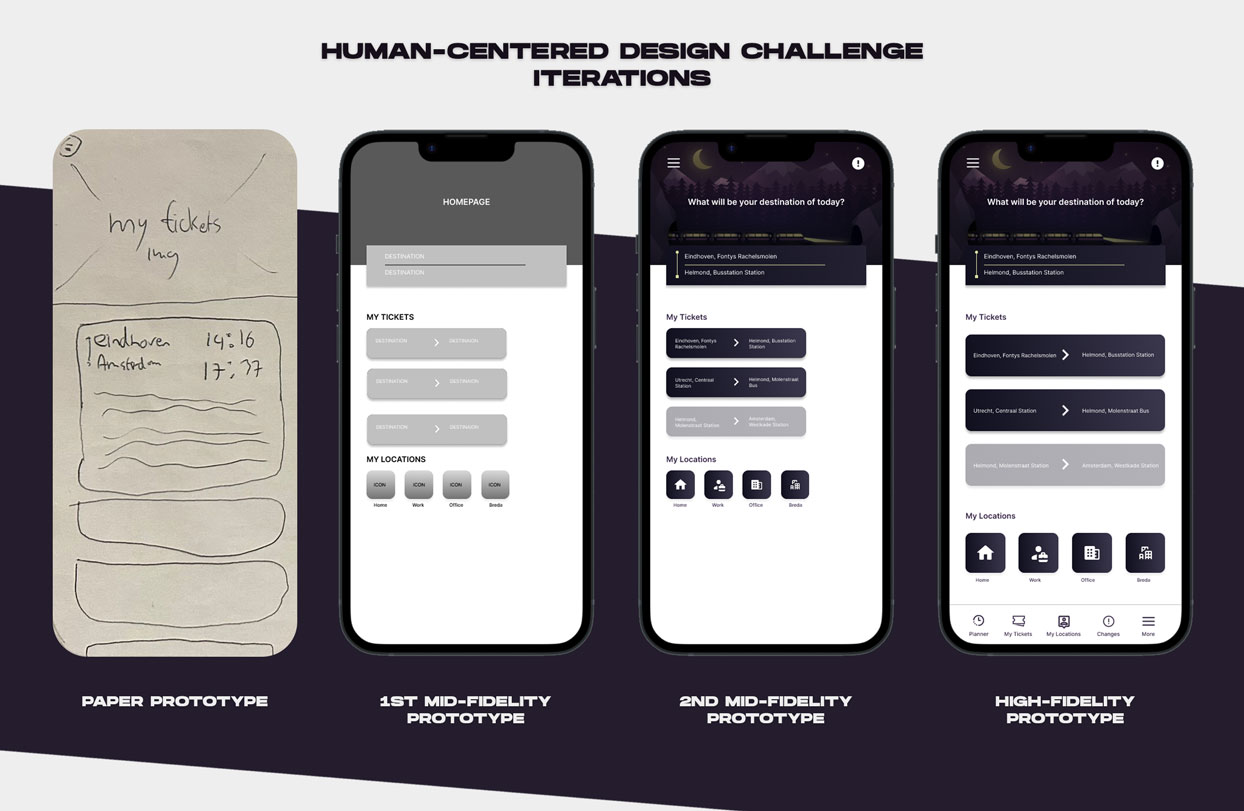 HUMAN-CENTERED DESIGN CHALLENGE
ITERATIONS
my tickets
img
Eindhoven 14:16
Amsterdam 17:37
PAPER PROTOTYPE
HOMEPAGE
DESTINATION
DESTINATION
MY TICKETS
DESTINATION DESTINAION
DESTINATION DESTINAION
DESTINATION DESTINAION
MY LOCATIONS
ICON ICON ICON ICON
Home Work Office Breda
1ST MID-FIDELITY
PROTOTYPE
What will be your destination of today?
Eindhoven, Fontys Rachelsmolen
Helmond, Busstation Station
My Tickets
Eindhoven, Fontys
Rachelsmolen
Helmond, Busstation
Station
Utrecht, Centraal
Station
Helmond, Molenstraat
Bus
Helmond,
Molenstraat Station
Amsterdam,
Westkade Station
My Locations
Home Work Office Breda
2ND MID-FIDELITY
PROTOTYPE
What will be your destination of today?
Eindhoven, Fontys Rachelsmolen
Helmond, Busstation Station
My Tickets
Eindhoven, Fontys Rachelsmolen Helmond, Busstation Station
Utrecht, Centraal Station Helmond, Molenstraat Bus
Helmond, Molenstraat Station Amsterdam, Westkade Station
My Locations
Home Work Office Breda
Planner My Tickets My Locations Changes More
HIGH-FIDELITY
PROTOTYPE